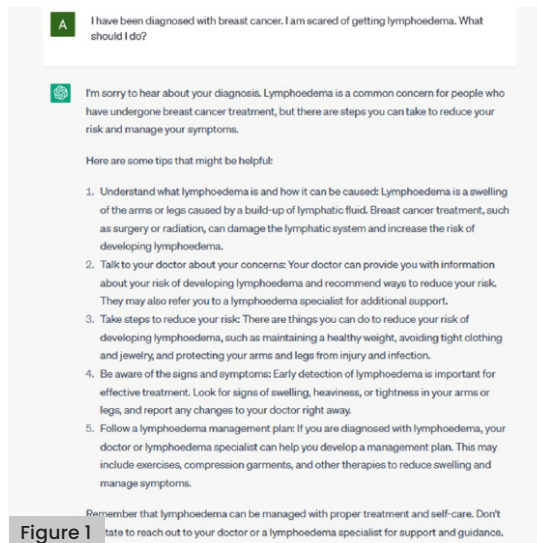 A
I have been diagnosed with breast cancer. I am scared of getting lymphoedema. What
should I do?
I'm sorry to hear about your diagnosis. Lymphoedema is a common concern for people who
have undergone breast cancer treatment, but there are steps you can take to reduce your
risk and manage your symptoms.
Here are some tips that might be helpful:
1. Understand what lymphoedema is and how it can be caused: Lymphoedema is a swelling
of the arms or legs caused by a build-up of lymphatic fluid. Breast cancer treatment, such
as surgery or radiation, can damage the lymphatic system and increase the risk of
developing lymphoedema.
2. Talk to your doctor about your concerns: Your doctor can provide you with information
about your risk of developing lymphoedema and recommend ways to reduce your risk.
They may also refer you to a lymphoedema specialist for additional support.
3. Take steps to reduce your risk: There are things you can do to reduce your risk of
developing lymphoedema, such as maintaining a healthy weight, avoiding tight clothing
and jewelry, and protecting your arms and legs from injury and infection.
4. Be aware of the signs and symptoms: Early detection of lymphoedema is important for
effective treatment. Look for signs of swelling, heaviness, or tightness in your arms or
legs, and report any changes to your doctor right away.
5. Follow a lymphoedema management plan: If you are diagnosed with lymphoedema, your
doctor or lymphoedema specialist can help you develop a management plan. This may
include exercises, compression garments, and other therapies to reduce swelling and
manage symptoms.
Remember that lymphoedema can be managed with proper treatment and self-care. Don't
tate to reach out to your doctor or a lymphoedema specialist for support and guidance.
Figure 1